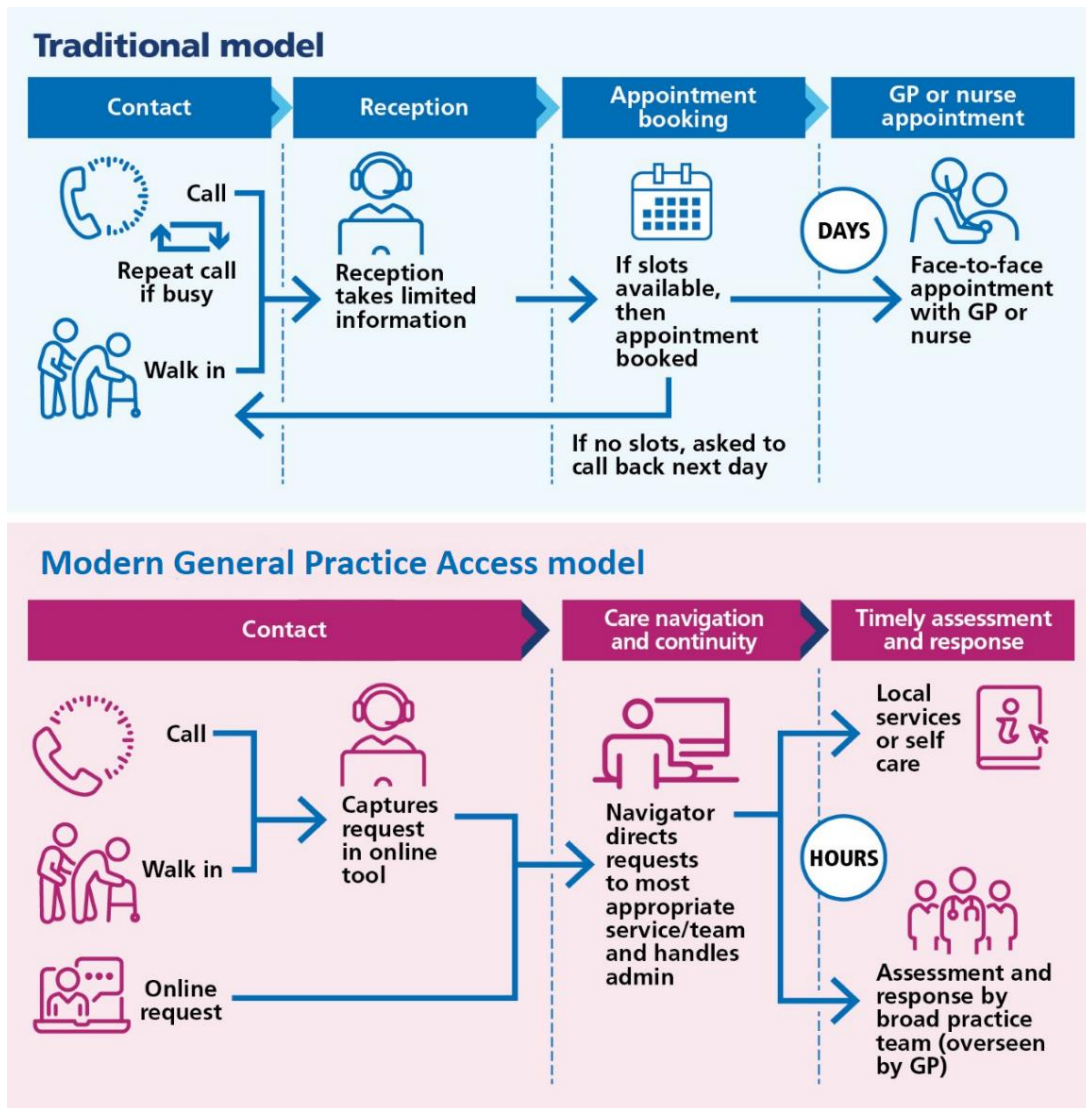 Traditional model
Contact
Reception
Appointment
booking
GP or nurse
appointment
Call
Repeat call
if busy
Walk in
Reception
takes limited
information
If slots
available,
then
appointment
booked
If no slots, asked to
call back next day
DAYS
Face-to-face
appointment
with GP or
nurse
Modern General Practice Access model
Contact
Care navigation
and continuity
Timely assessment
and response
Call
Walk in
Online
request
Captures
request
in online
tool
Navigator
directs
requests
to most
appropriate
service/team
and handles
admin
Local
services
or self
care
HOURS
Assessment and
response by
broad practice
team (overseen
by GP)